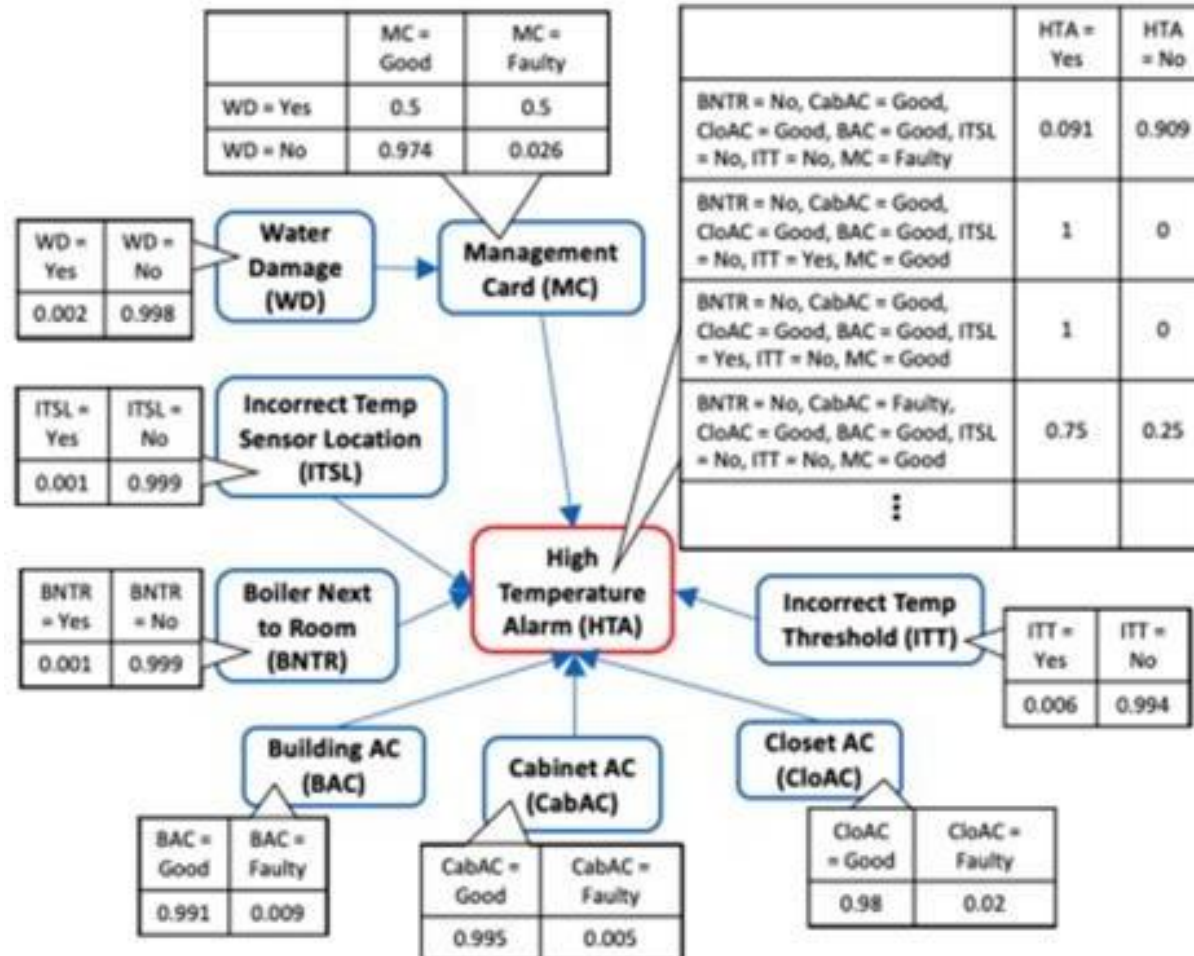 MC =
Good
MC =
Faulty
WD = Yes
0.5
0.5
WD = No
0.974
0.026
HTA =
Yes
HTA
= No
BNTR = No, CabAC = Good,
CloAC = Good, BAC = Good, ITSL
= No, ITT = No, MC = Faulty
0.091
0.909
BNTR = No, CabAC = Good,
CloAC = Good, BAC = Good, ITSL
= No, ITT = Yes, MC = Good
1
0
BNTR = No, CabAC = Good,
CloAC = Good, BAC = Good, ITSL
= Yes, ITT = No, MC = Good
1
0
BNTR = No, CabAC = Faulty,
CloAC = Good, BAC = Good, ITSL
= No, ITT = No, MC = Good
0.75
0.25
⋮
WD =
Yes
WD =
No
0.002
0.998
Water
Damage
(WD)
Management
Card (MC)
ITSL =
Yes
ITSL =
No
0.001
0.999
Incorrect Temp
Sensor Location
(ITSL)
BNTR
= Yes
BNTR
= No
0.001
0.999
Boiler Next
to Room
(BNTR)
High
Temperature
Alarm (HTA)
Incorrect Temp
Threshold (ITT)
ITT =
Yes
ITT =
No
0.006
0.994
Building AC
(BAC)
Cabinet AC
(CabAC)
Closet AC
(CloAC)
BAC =
Good
BAC =
Faulty
0.991
0.009
CabAC =
Good
CabAC =
Faulty
0.995
0.005
CloAC
= Good
CloAC =
Faulty
0.98
0.02